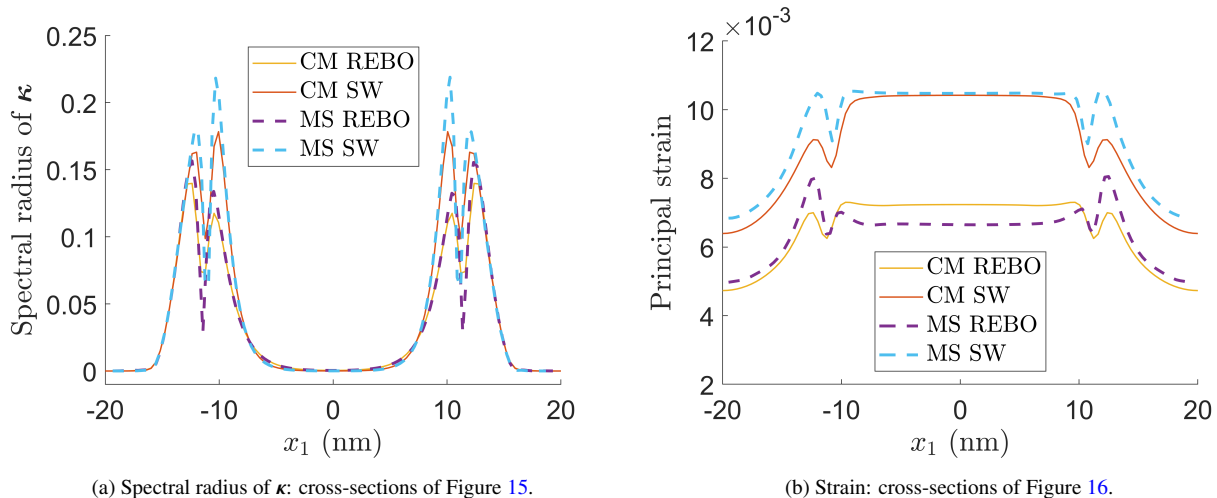 0.25
0.2
0.15
0.1
0.05
0
Spectral radius of κ
CM REBO
CM SW
MS REBO
MS SW
-20
-10
0
10
20
x₁ (nm)
(a) Spectral radius of κ: cross-sections of Figure 15.
×10⁻³
12
10
8
6
4
2
Principal strain
CM REBO
CM SW
MS REBO
MS SW
-20
-10
0
10
20
x₁ (nm)
(b) Strain: cross-sections of Figure 16.